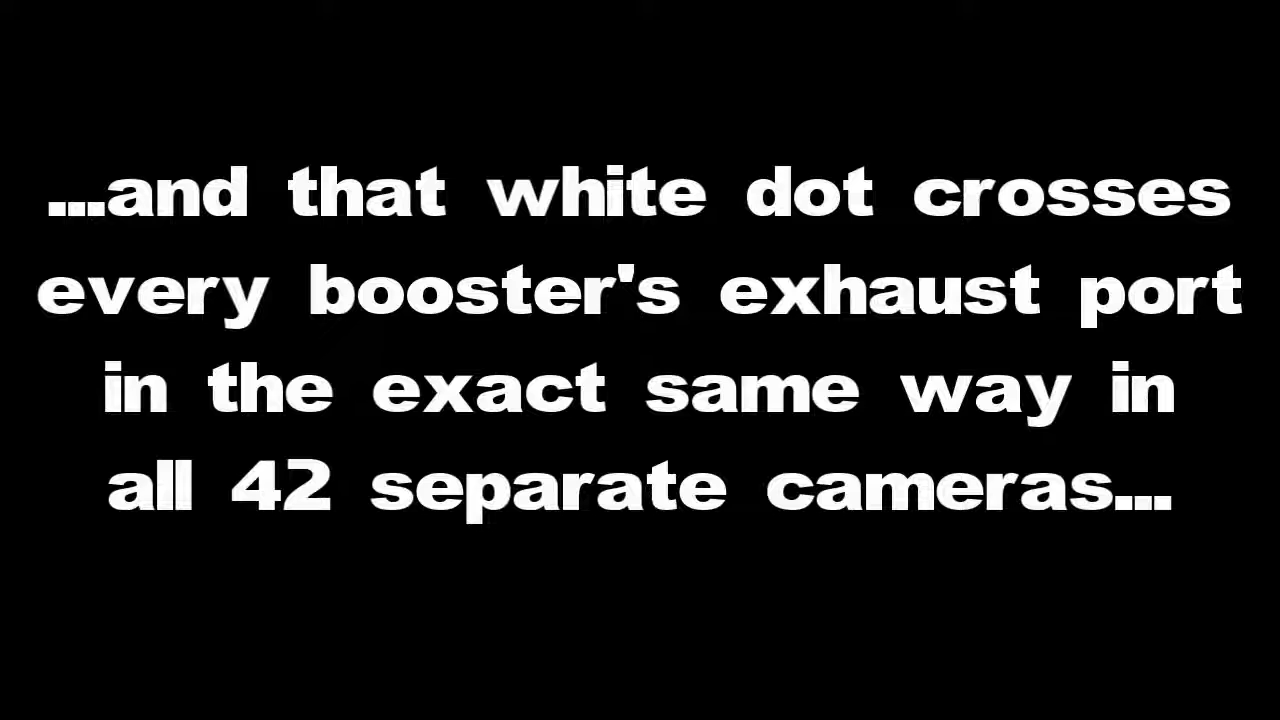 ...and that white dot crosses
every booster's exhaust port
in the exact same way in
all 42 separate cameras...